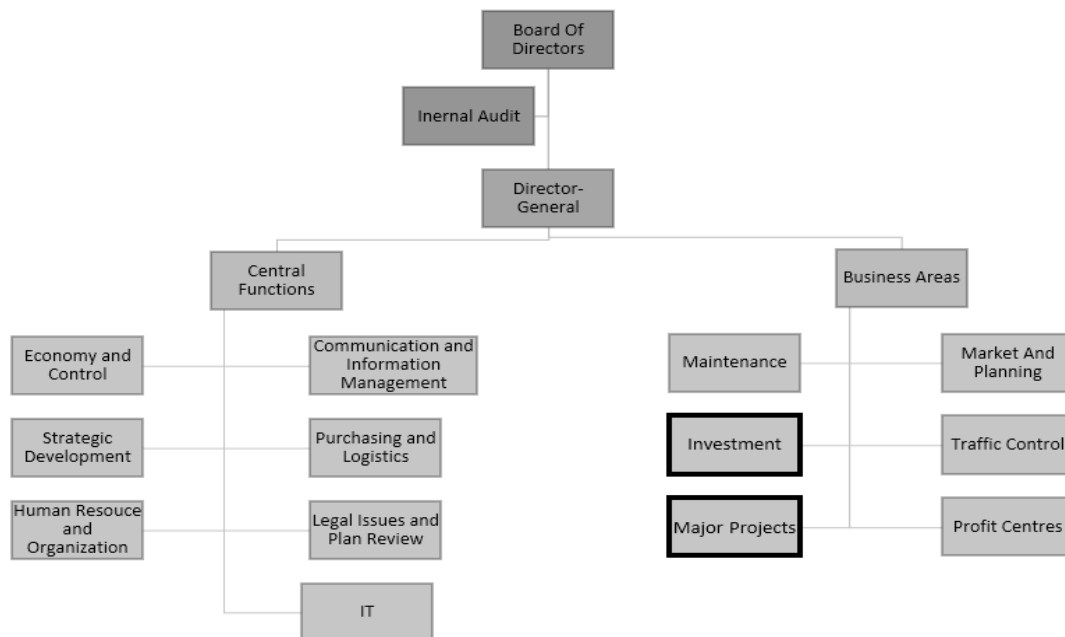 Board Of
Directors
Inernal Audit
Director-
General
Central
Functions
Business Areas
Economy and
Control
Communication and
Information
Management
Strategic
Development
Purchasing and
Logistics
Human Resouce
and
Organization
Legal Issues and
Plan Review
IT
Maintenance
Market And
Planning
Investment
Traffic Control
Major Projects
Profit Centres